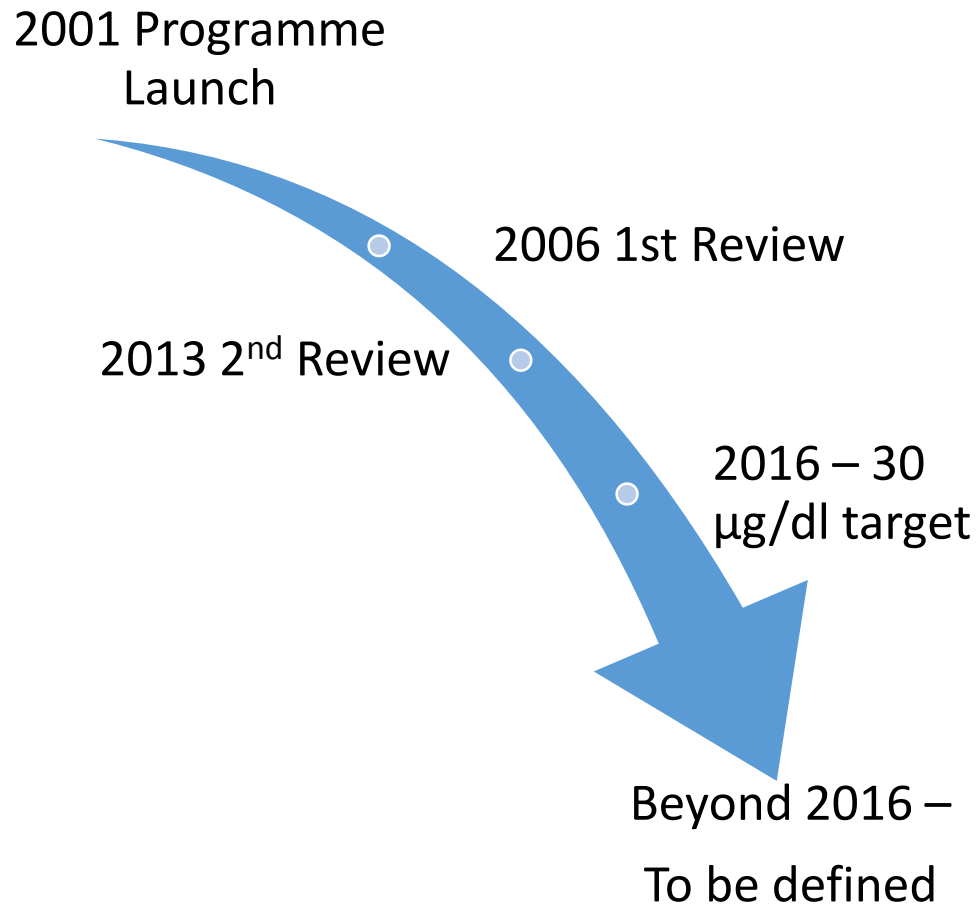 2001 Programme
Launch
2006 1st Review
2013 2nd Review
2016 – 30
µg/dl target
Beyond 2016 –
To be defined